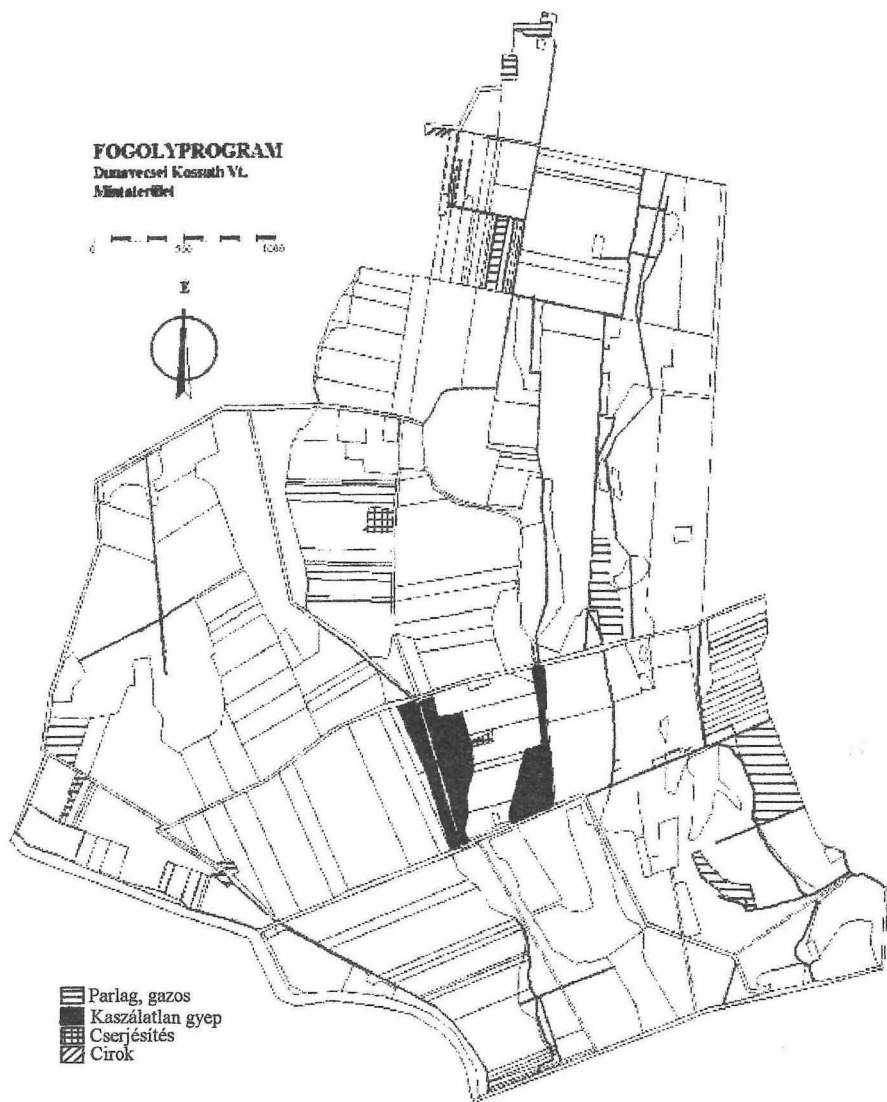 FOGOLYPROGRAM
Dunavecsei Kossuth Vt.
Mintaterület
0 500 1000
É
Parlag, gazos
Kaszálatlan gyep
Cserjésítés
Cirok